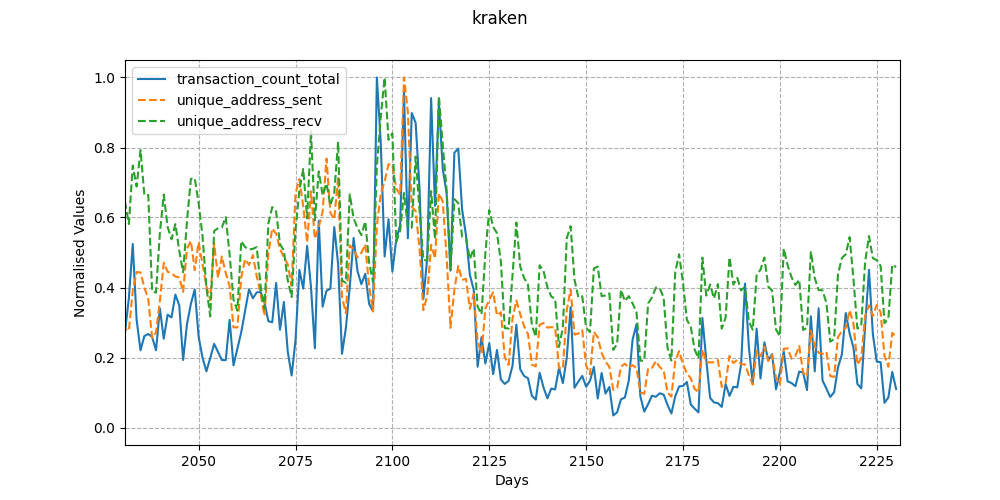 kraken
transaction_count_total
unique_address_sent
unique_address_recv
Normalised Values
1.0
0.8
0.6
0.4
0.2
0.0
2050 2075 2100 2125 2150 2175 2200 2225
Days